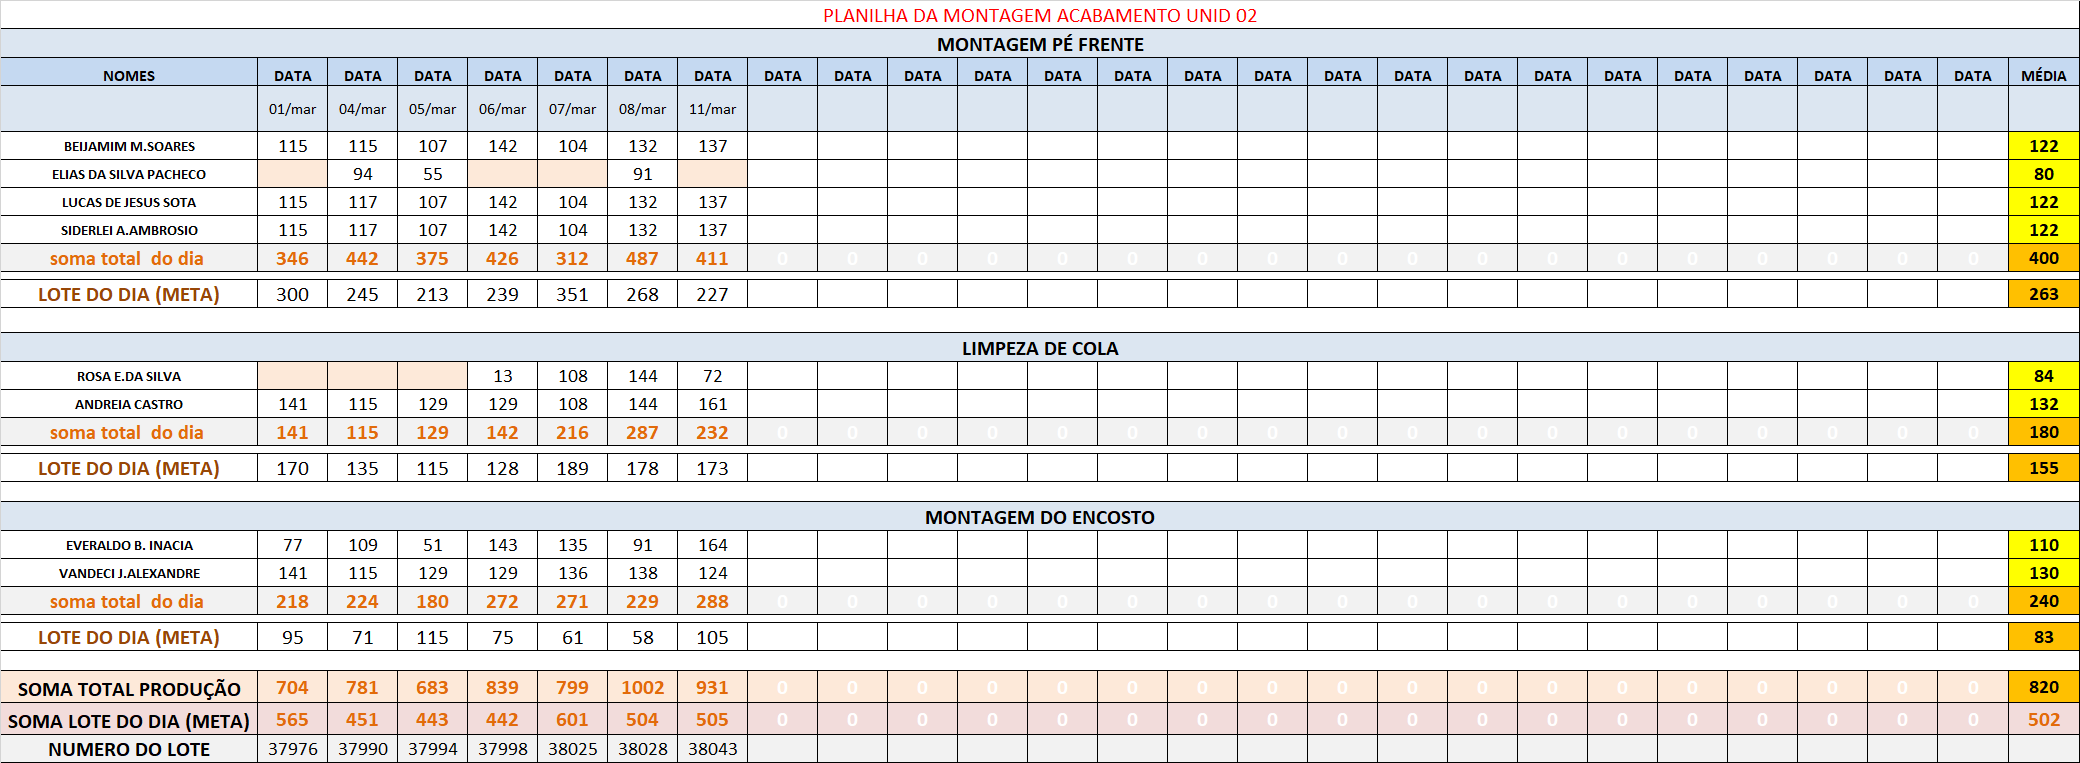 PLANILHA DA MONTAGEM ACABAMENTO UNID 02
MONTAGEM PÉ FRENTE
NOMES DATA DATA DATA DATA DATA DATA DATA DATA DATA DATA DATA DATA DATA DATA DATA DATA DATA DATA DATA DATA DATA DATA DATA DATA DATA MÉDIA
01/mar 04/mar 05/mar 06/mar 07/mar 08/mar 11/mar
BEIJAMIM M.SOARES 115 115 107 142 104 132 137 122
ELIAS DA SILVA PACHECO 94 55 91 80
LUCAS DE JESUS SOTA 115 117 107 142 104 132 137 122
SIDERLEI A.AMBROSIO 115 117 107 142 104 132 137 122
soma total do dia 346 442 375 426 312 487 411 0 0 0 0 0 0 0 0 0 0 0 0 0 0 0 0 0 0 400
LOTE DO DIA (META) 300 245 213 239 351 268 227 263
LIMPEZA DE COLA
ROSA E.DA SILVA 13 108 144 72 84
ANDREIA CASTRO 141 115 129 129 108 144 161 132
soma total do dia 141 115 129 142 216 287 232 0 0 0 0 0 0 0 0 0 0 0 0 0 0 0 0 0 0 180
LOTE DO DIA (META) 170 135 115 128 189 178 173 155
MONTAGEM DO ENCOSTO
EVERALDO B. INACIA 77 109 51 143 135 91 164 110
VANDECI J.ALEXANDRE 141 115 129 129 136 138 124 130
soma total do dia 218 224 180 272 271 229 288 0 0 0 0 0 0 0 0 0 0 0 0 0 0 0 0 0 0 240
LOTE DO DIA (META) 95 71 115 75 61 58 105 83
SOMA TOTAL PRODUÇÃO 704 781 683 839 799 1002 931 0 0 0 0 0 0 0 0 0 0 0 0 0 0 0 0 0 0 820
SOMA LOTE DO DIA (META) 565 451 443 442 601 504 505 0 0 0 0 0 0 0 0 0 0 0 0 0 0 0 0 0 0 502
NUMERO DO LOTE 37976 37990 37994 37998 38025 38028 38043